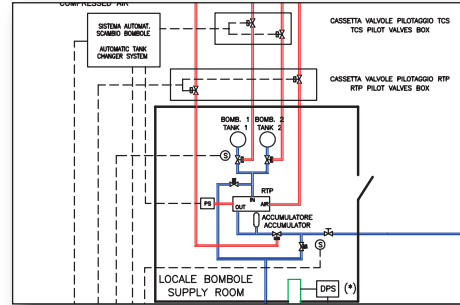 COMPRESSED AIR
SISTEMA AUTOMAT.
SCAMBIO BOMBOLE
AUTOMATIC TANK
CHANGER SYSTEM
CASSETTA VALVOLE PILOTAGGIO TCS
TCS PILOT VALVES BOX
CASSETTA VALVOLE PILOTAGGIO RTP
RTP PILOT VALVES BOX
BOMB. 1 BOMB. 2
TANK 1 TANK 2
S
RTP
PS
IN
OUT AIR
ACCUMULATORE
ACCUMULATOR
S
LOCALE BOMBOLE
SUPPLY ROOM
DPS (*)